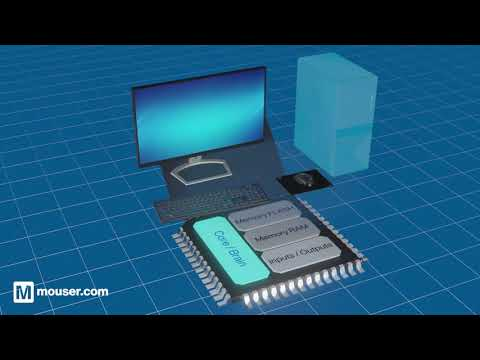 Memory FLASH
Memory RAM
Core / Brain
Inputs / Outputs
M mouser.com